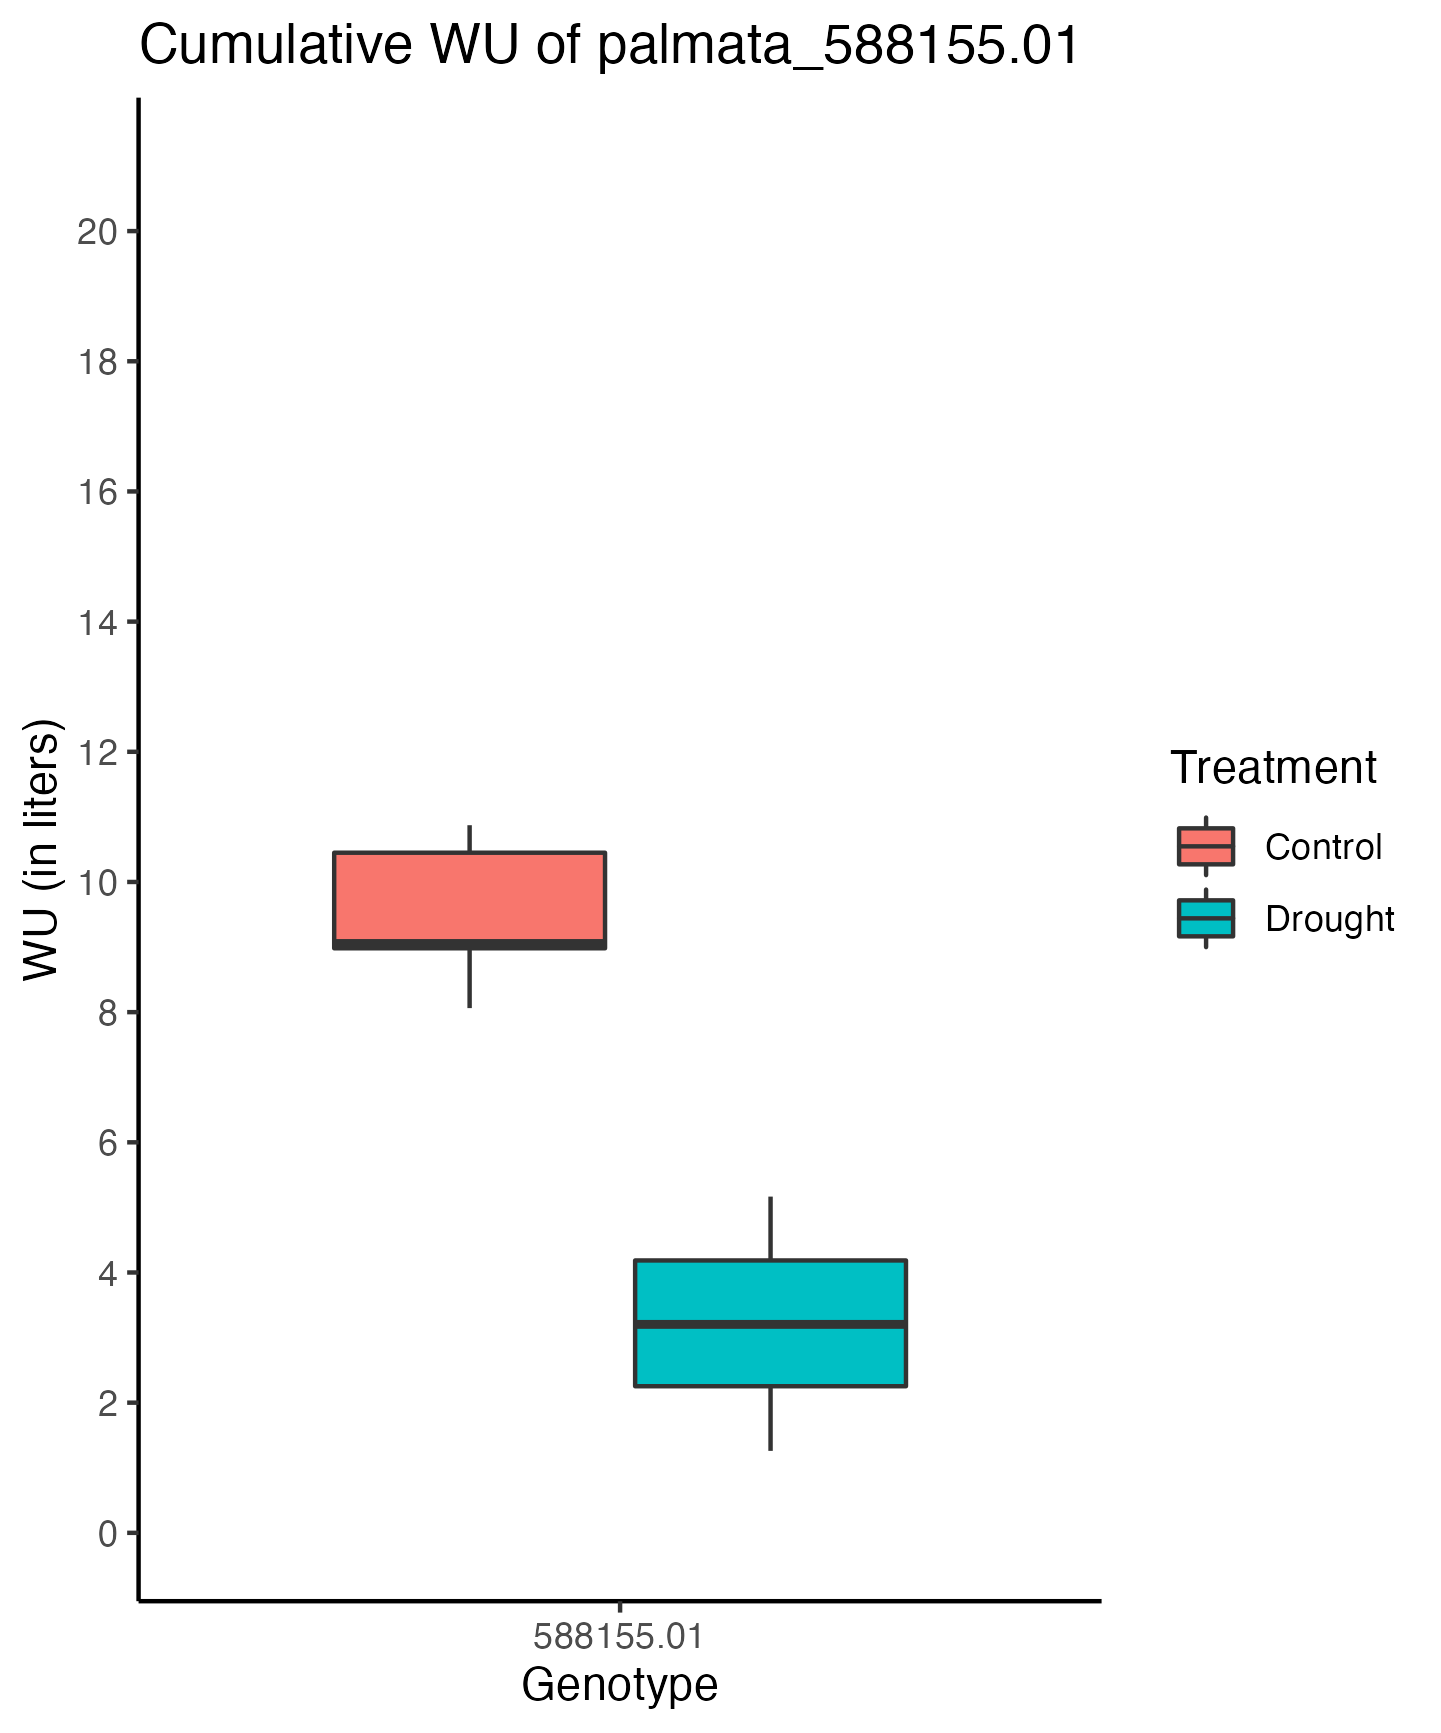 Cumulative WU of palmata_588155.01
WU (in liters)
20
18
16
14
12
10
8
6
4
2
0
588155.01
Genotype
Treatment
Control
Drought